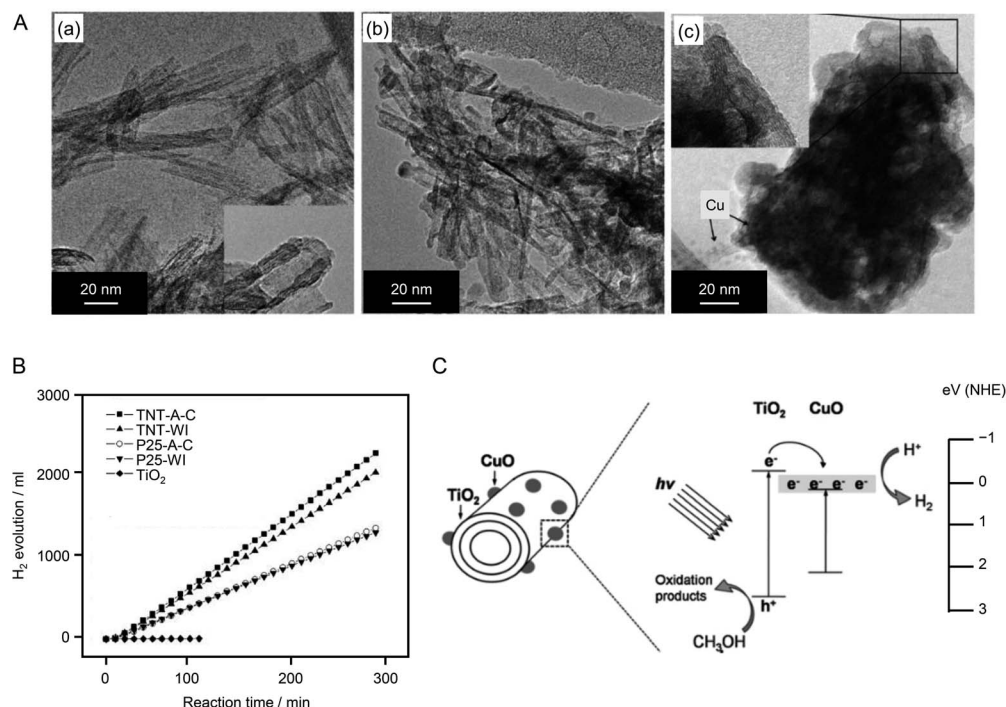 A
(a)
20 nm
(b)
20 nm
(c)
Cu
20 nm
B
3000
2000
1000
0
H₂ evolution / ml
TNT-A-C
TNT-WI
P25-A-C
P25-WI
TiO₂
0
100
200
300
Reaction time / min
C
eV (NHE)
TiO₂
CuO
−1
0
1
2
3
H⁺
H₂
e⁻
e⁻ e⁻ e⁻ e⁻
CuO
TiO₂
hν
Oxidation
products
h⁺
CH₃OH